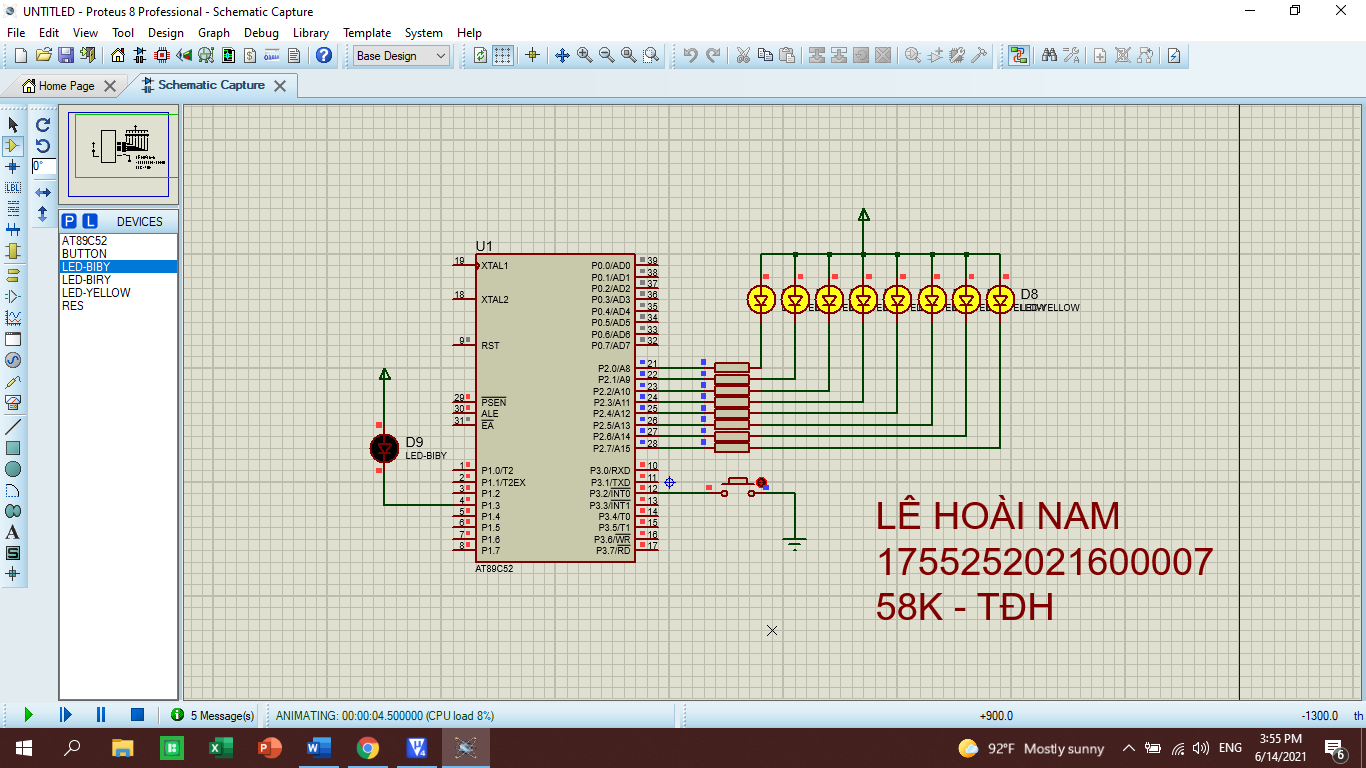 UNTITLED - Proteus 8 Professional - Schematic Capture
File Edit View Tool Design Graph Debug Library Template System Help
Base Design
Home Page
Schematic Capture
0°
LBL
P L DEVICES
AT89C52
BUTTON
LED-BIBY
LED-BIRY
LED-YELLOW
RES
A
S
U1
19 XTAL1
18 XTAL2
9 RST
29 PSEN
30 ALE
31 EA
1 P1.0/T2
2 P1.1/T2EX
3 P1.2
4 P1.3
5 P1.4
6 P1.5
7 P1.6
8 P1.7
P0.0/AD0 39
P0.1/AD1 38
P0.2/AD2 37
P0.3/AD3 36
P0.4/AD4 35
P0.5/AD5 34
P0.6/AD6 33
P0.7/AD7 32
P2.0/A8 21
P2.1/A9 22
P2.2/A10 23
P2.3/A11 24
P2.4/A12 25
P2.5/A13 26
P2.6/A14 27
P2.7/A15 28
P3.0/RXD 10
P3.1/TXD 11
P3.2/INT0 12
P3.3/INT1 13
P3.4/T0 14
P3.5/T1 15
P3.6/WR 16
P3.7/RD 17
AT89C52
D9
LED-BIBY
D8
LED-YELLOW
LÊ HOÀI NAM
1755252021600007
58K - TĐH
5 Message(s)
ANIMATING: 00:00:04.500000 (CPU load 8%)
+900.0
-1300.0
th
92°F Mostly sunny
ENG
3:55 PM
6/14/2021
6